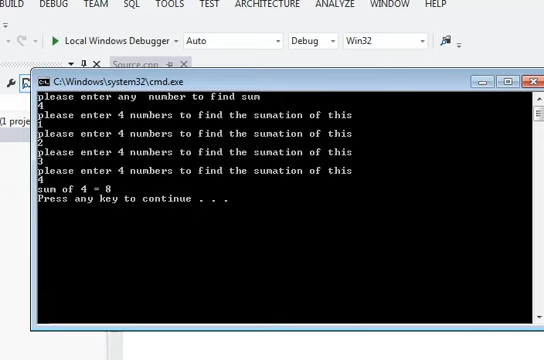 BUILD DEBUG TEAM SQL TOOLS TEST ARCHITECTURE ANALYZE WINDOW HELP
Local Windows Debugger Auto Debug Win32
Source.cpp
C:\Windows\system32\cmd.exe
please enter any  number to find sum
4
please enter 4 numbers to find the sumation of this
1
please enter 4 numbers to find the sumation of this
2
(1 proje
please enter 4 numbers to find the sumation of this
3
please enter 4 numbers to find the sumation of this
4
sum of 4 = 8
Press any key to continue . . .